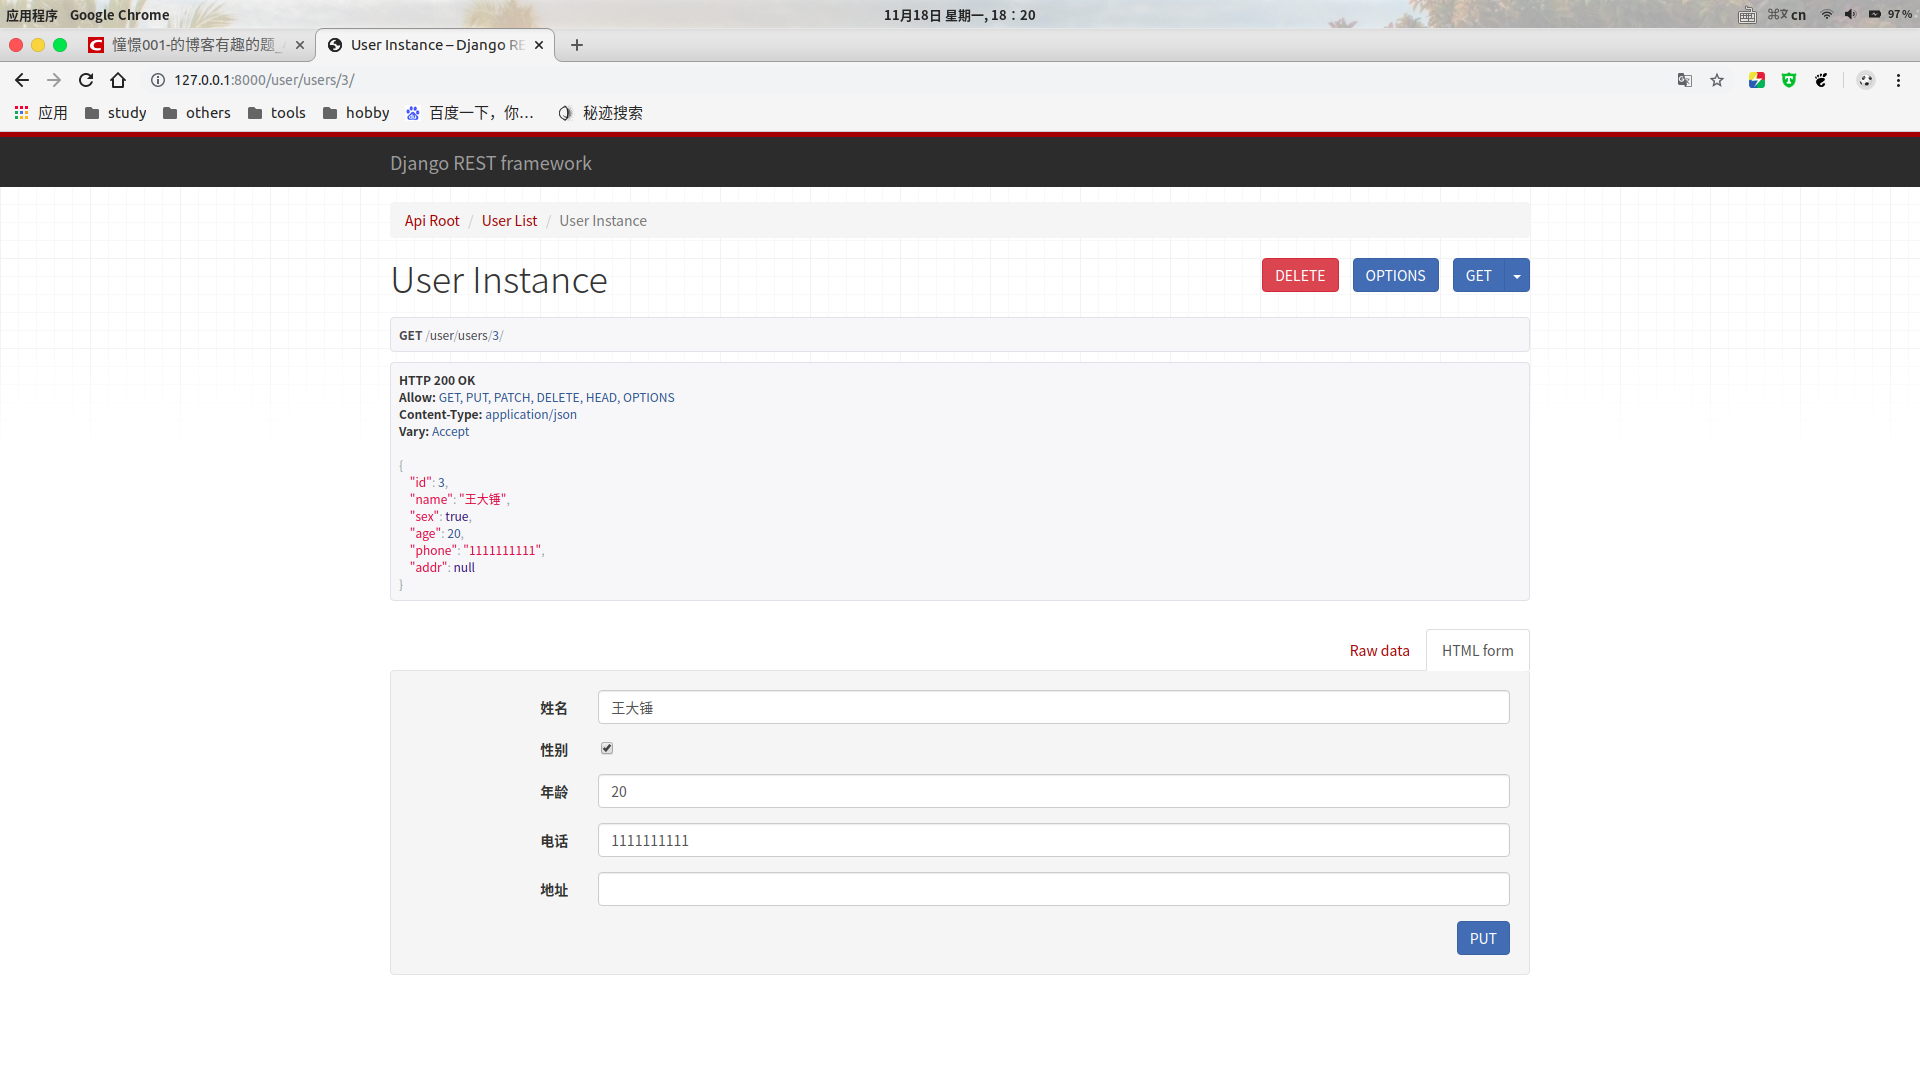 应用程序 Google Chrome 11月18日 星期一, 18：20 cn 97%
憧憬001-的博客有趣的题_ User Instance – Django RE
127.0.0.1:8000/user/users/3/
应用 study others tools hobby 百度一下，你... 秘迹搜索
Django REST framework
Api Root / User List / User Instance
User Instance DELETE OPTIONS GET
GET /user/users/3/
HTTP 200 OK
Allow: GET, PUT, PATCH, DELETE, HEAD, OPTIONS
Content-Type: application/json
Vary: Accept
{
"id": 3,
"name": "王大锤",
"sex": true,
"age": 20,
"phone": "1111111111",
"addr": null
}
Raw data HTML form
姓名 王大锤
性别
年龄 20
电话 1111111111
地址
PUT